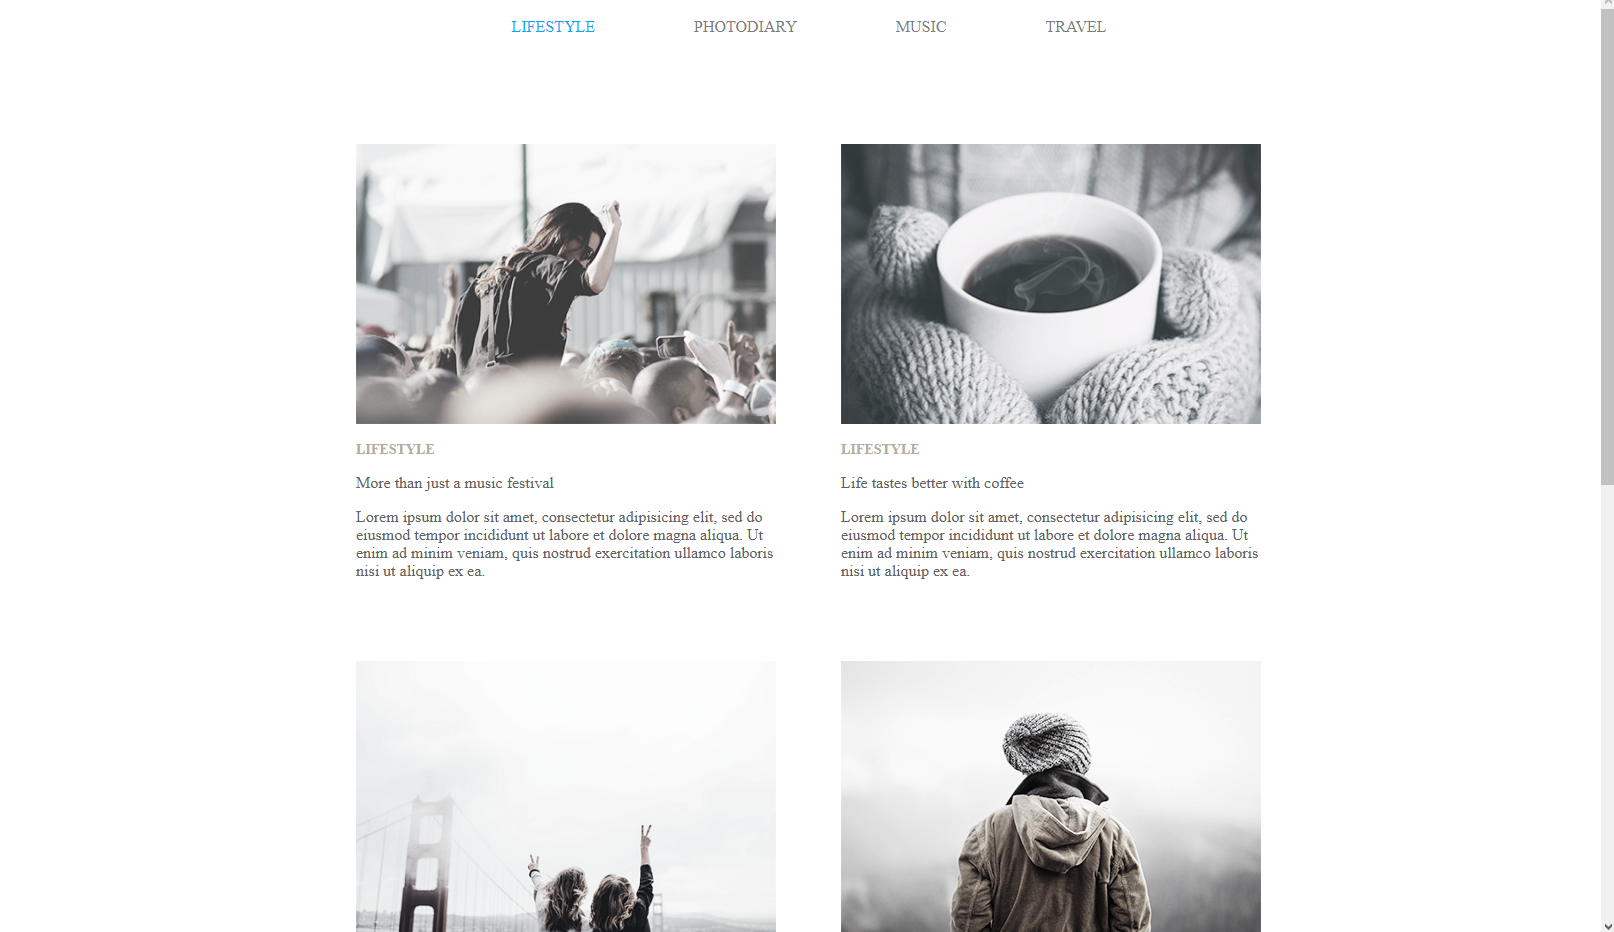 LIFESTYLE PHOTODIARY MUSIC TRAVEL
LIFESTYLE
More than just a music festival
Lorem ipsum dolor sit amet, consectetur adipisicing elit, sed do
eiusmod tempor incididunt ut labore et dolore magna aliqua. Ut
enim ad minim veniam, quis nostrud exercitation ullamco laboris
nisi ut aliquip ex ea.
LIFESTYLE
Life tastes better with coffee
Lorem ipsum dolor sit amet, consectetur adipisicing elit, sed do
eiusmod tempor incididunt ut labore et dolore magna aliqua. Ut
enim ad minim veniam, quis nostrud exercitation ullamco laboris
nisi ut aliquip ex ea.